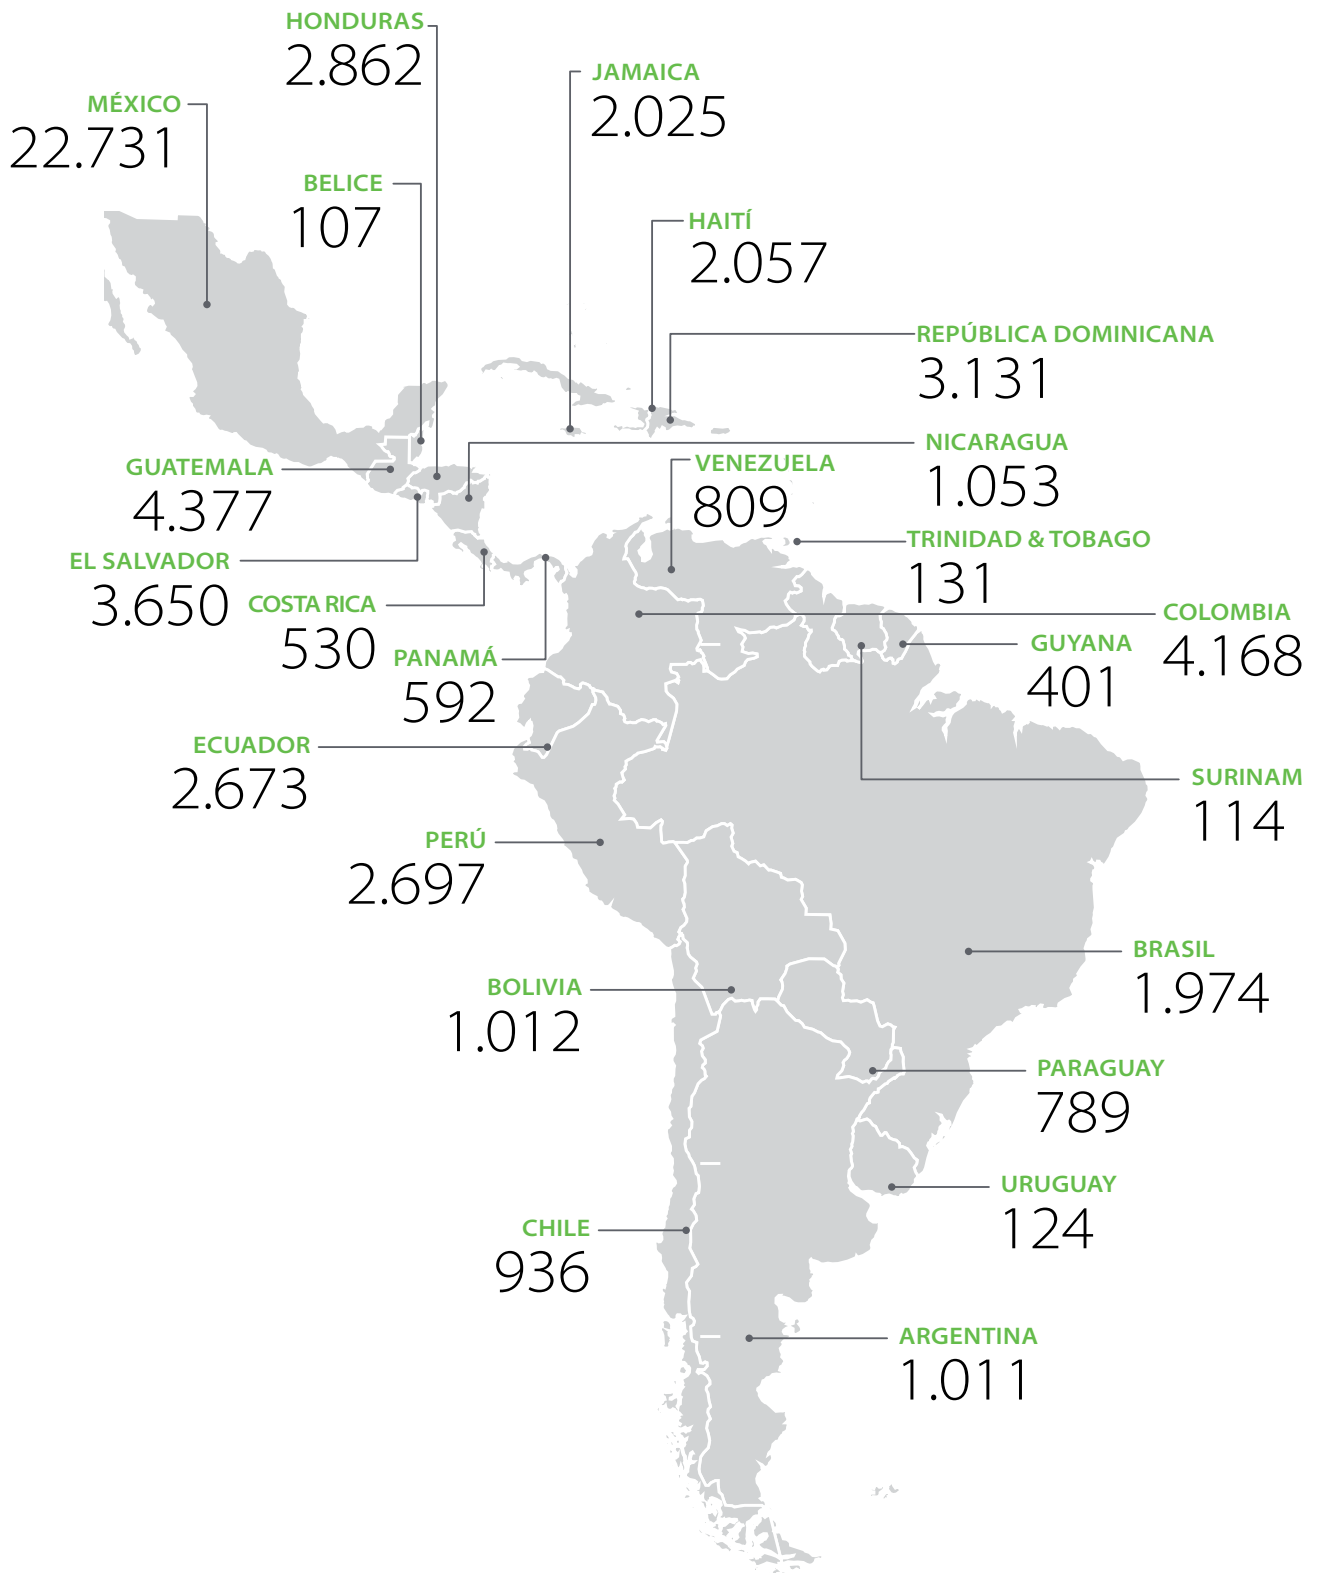 HONDURAS
2.862
JAMAICA
2.025
MÉXICO
22.731
BELICE
107
HAITÍ
2.057
REPÚBLICA DOMINICANA
3.131
NICARAGUA
1.053
VENEZUELA
809
GUATEMALA
4.377
TRINIDAD & TOBAGO
131
EL SALVADOR
3.650
COSTA RICA
530
COLOMBIA
4.168
GUYANA
401
PANAMÁ
592
ECUADOR
2.673
SURINAM
114
PERÚ
2.697
BRASIL
1.974
BOLIVIA
1.012
PARAGUAY
789
URUGUAY
124
CHILE
936
ARGENTINA
1.011